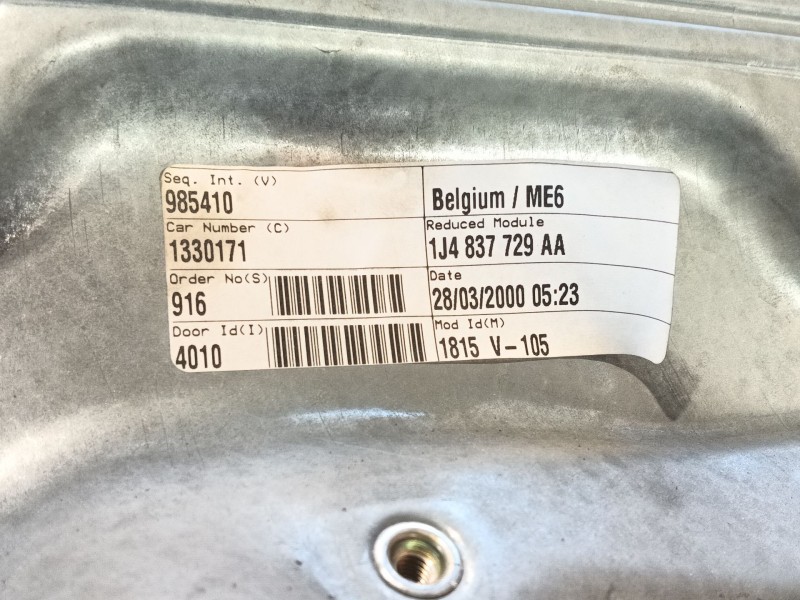 Seq. Int. (V)
985410
Belgium / ME6
Car Number (C)
1330171
Reduced Module
1J4 837 729 AA
Order No(S)
916
Date
28/03/2000 05:23
Door Id(I)
4010
Mod Id(M)
1815 V-105